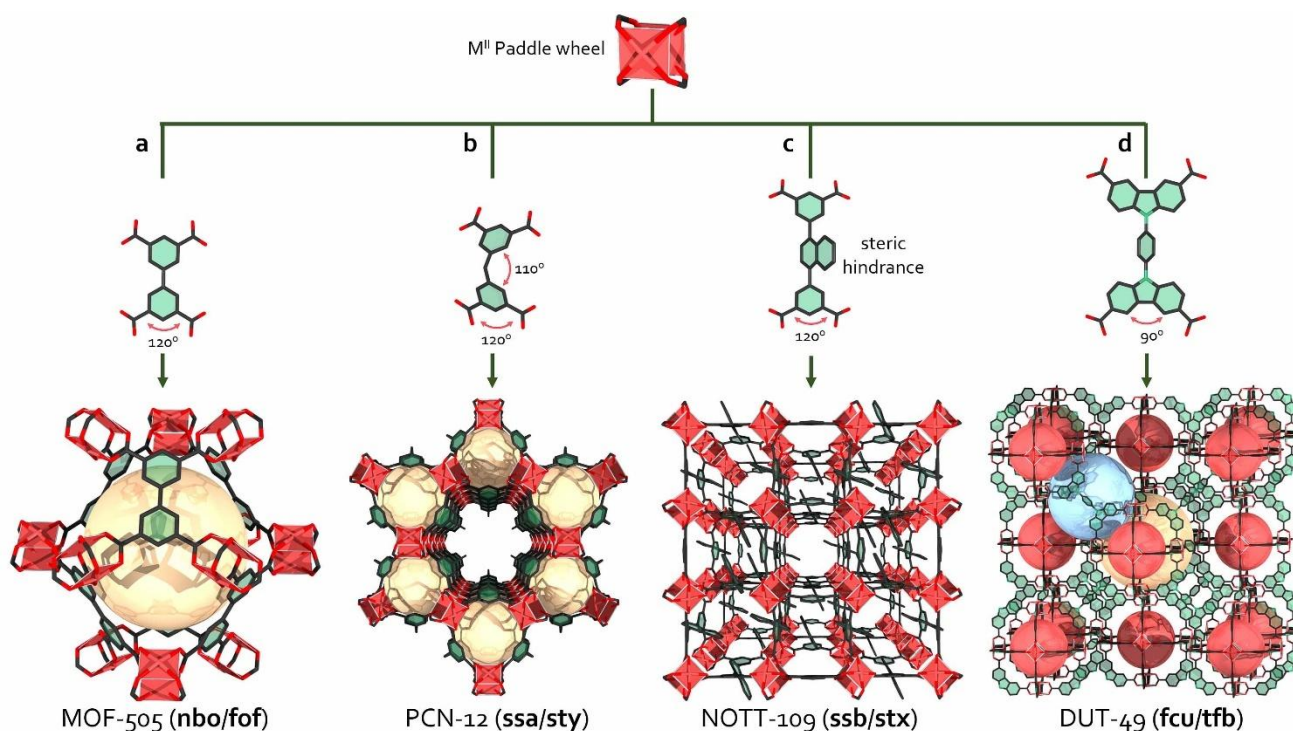 Mᴵᴵ Paddle wheel
a
b
c
d
110°
steric
hindrance
120°
120°
120°
90°
MOF-505 (nbo/fof)
PCN-12 (ssa/sty)
NOTT-109 (ssb/stx)
DUT-49 (fcu/tfb)